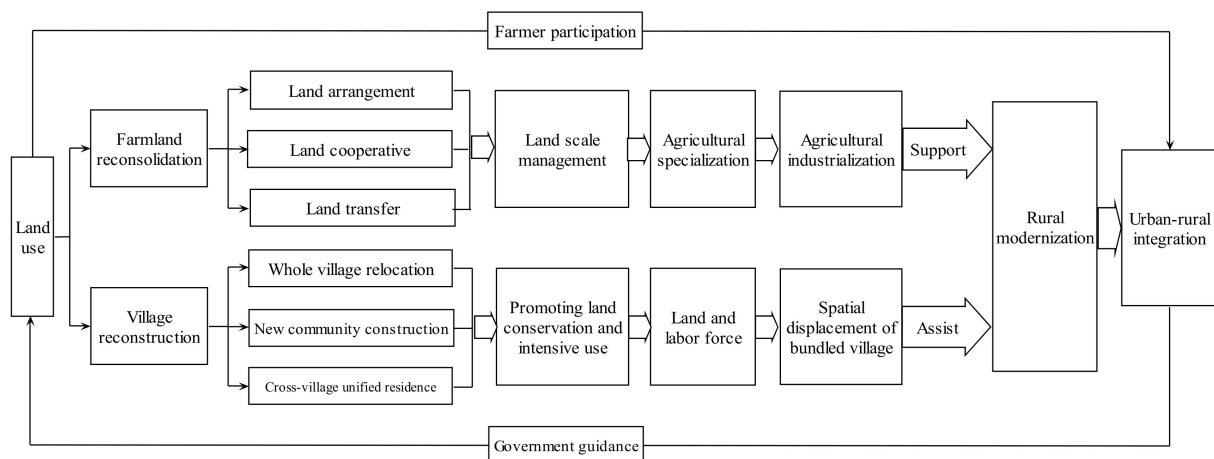 Farmer participation
Land
use
Farmland
reconsolidation
Land arrangement
Land cooperative
Land transfer
Land scale
management
Agricultural
specialization
Agricultural
industrialization
Support
Village
reconstruction
Whole village relocation
New community construction
Cross-village unified residence
Promoting land
conservation and
intensive use
Land and
labor force
Spatial
displacement of
bundled village
Assist
Rural
modernization
Urban-rural
integration
Government guidance